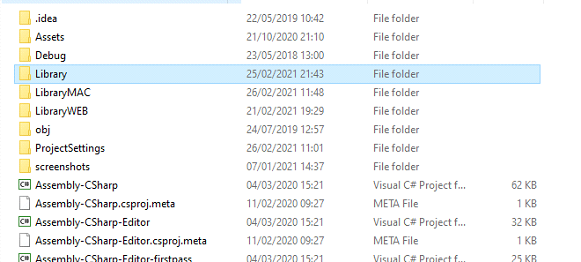 .idea 22/05/2019 10:42 File folder
Assets 21/10/2020 21:10 File folder
Debug 23/05/2018 13:00 File folder
Library 25/02/2021 21:43 File folder
LibraryMAC 26/02/2021 11:48 File folder
LibraryWEB 21/02/2021 19:29 File folder
obj 24/07/2019 12:57 File folder
ProjectSettings 26/02/2021 11:01 File folder
screenshots 07/01/2021 14:37 File folder
C# Assembly-CSharp 04/03/2020 15:21 Visual C# Project f... 62 KB
Assembly-CSharp.csproj.meta 11/02/2020 09:27 META File 1 KB
C# Assembly-CSharp-Editor 04/03/2020 15:21 Visual C# Project f... 32 KB
Assembly-CSharp-Editor.csproj.meta 11/02/2020 09:27 META File 1 KB
C# Assembly-CSharp-Editor-firstpass 04/03/2020 15:21 Visual C# Project f... 25 KB